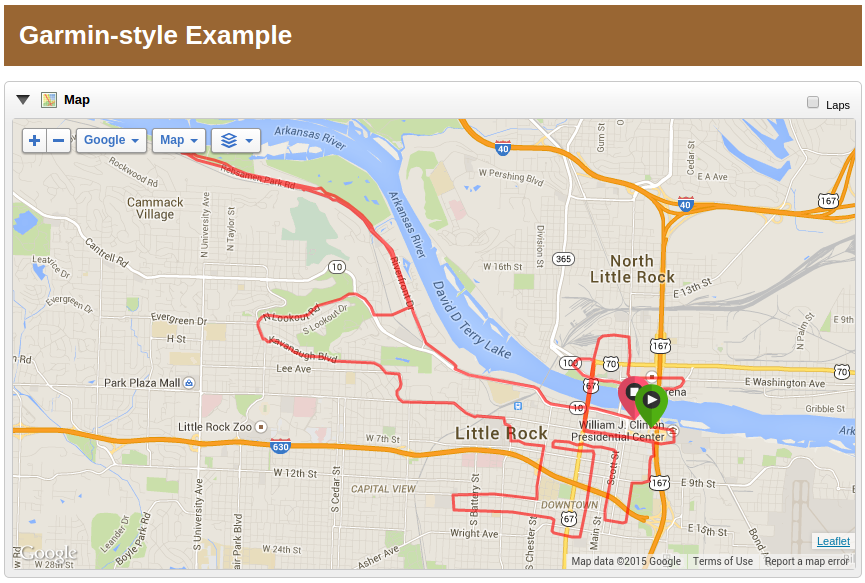 Garmin-style Example
Map
Laps
+
−
Google
Map
Arkansas River
40
Gum St
Cedar St
E A Ave
W Pershing Blvd
Rockwood Rd
Rebsamen Park Rd
Cammack
Village
N University Ave
N Taylor St
Arkansas River
40
167
Division St
365
North
Little Rock
Cantrell Rd
10
Leatrice Dr
Riverfront Dr
W 16th St
E 13th St
David D Terry Lake
Evergreen Dr
Evergreen Dr
N Lookout Rd
S Lookout Dr
H St
Kavanaugh Blvd
Lee Ave
N Palm St
E 9th
167
100
70
70
Park Plaza Mall
67
E Washington Ave
Gribble St
10
Little Rock Zoo
William J. Clinton
Presidential Center
Little Rock
W 7th St
630
W 12th St
S Cedar St
CAPITAL VIEW
S Battery St
Scott St
167
E 9th St
S University Ave
DOWNTOWN
67
Main St
S Chester St
Wright Ave
E 15th St
Bond
Leander Dr
Boyle Park Rd
W 24th St
Asher Ave
W 28th St
Google
Leaflet
Map data ©2015 Google
Terms of Use
Report a map error